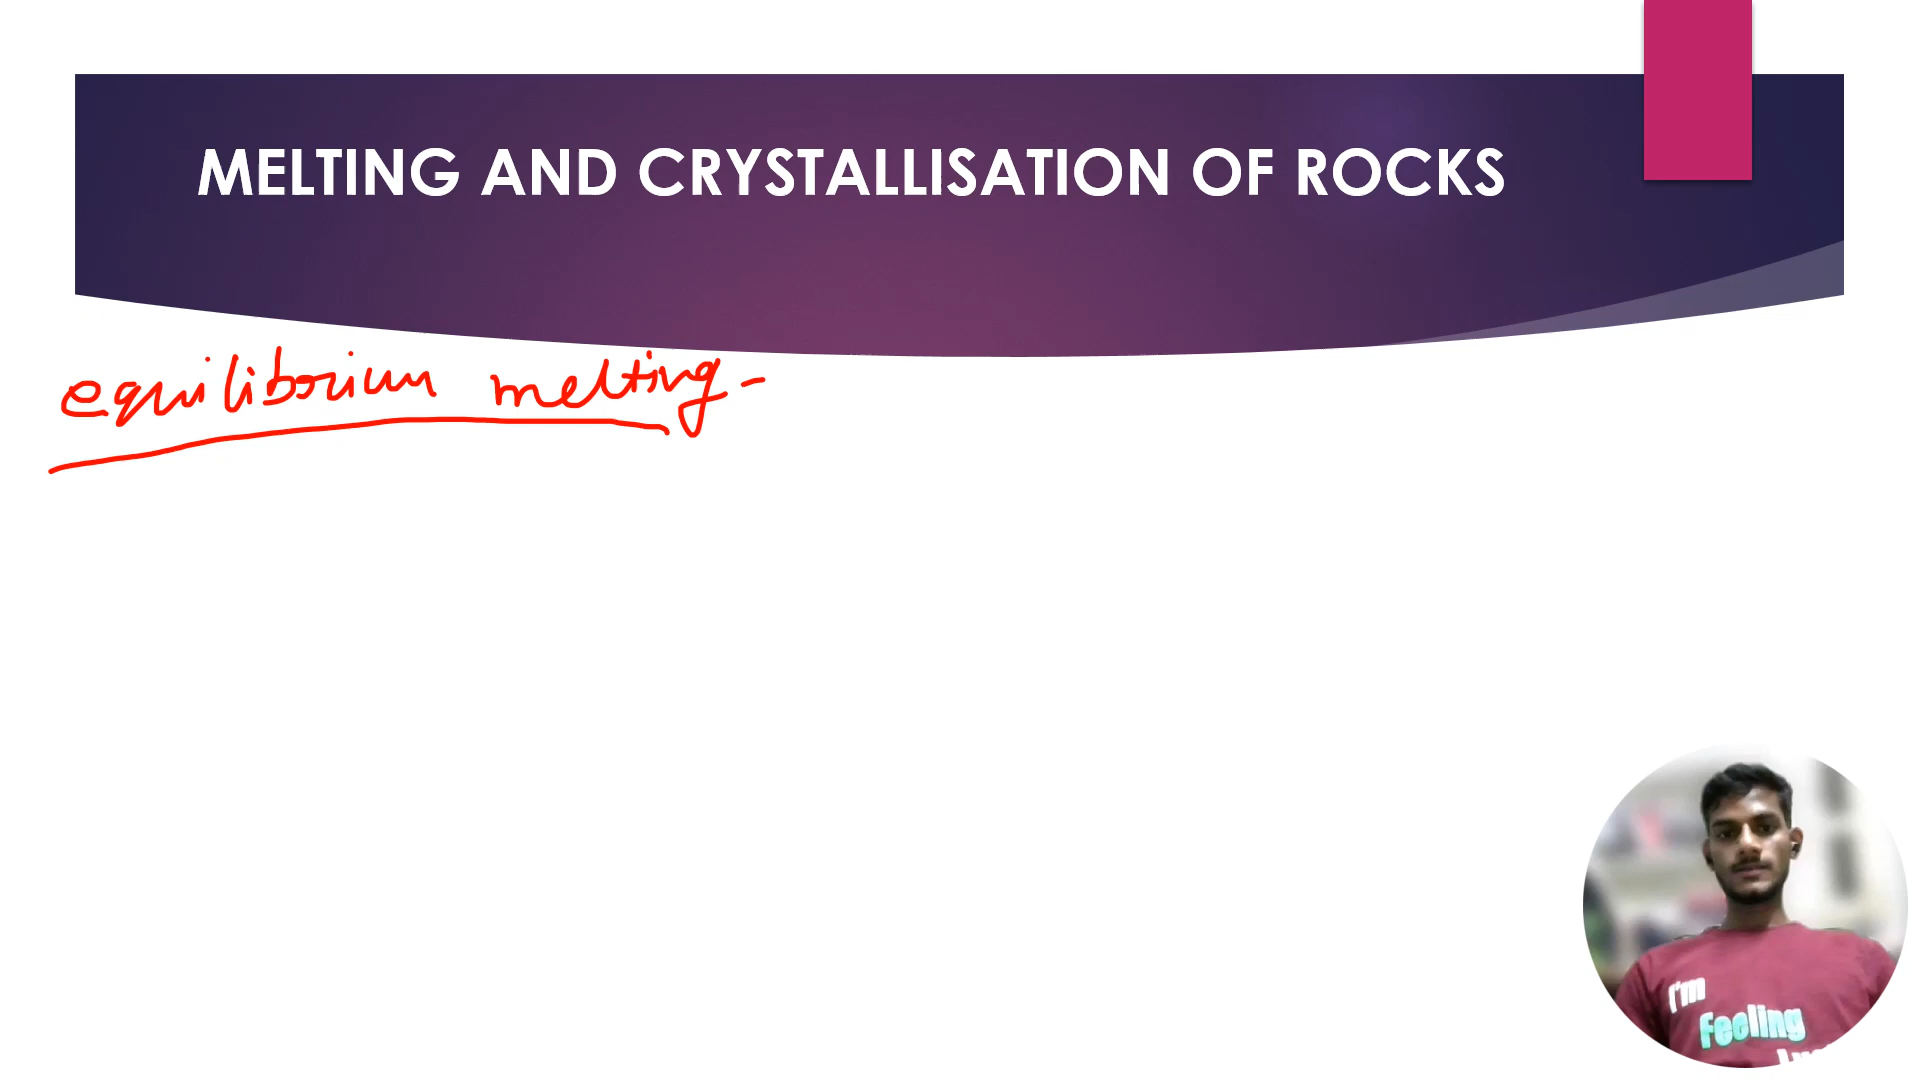 MELTING AND CRYSTALLISATION OF ROCKS
equilibrium melting -
I'm
Feeling